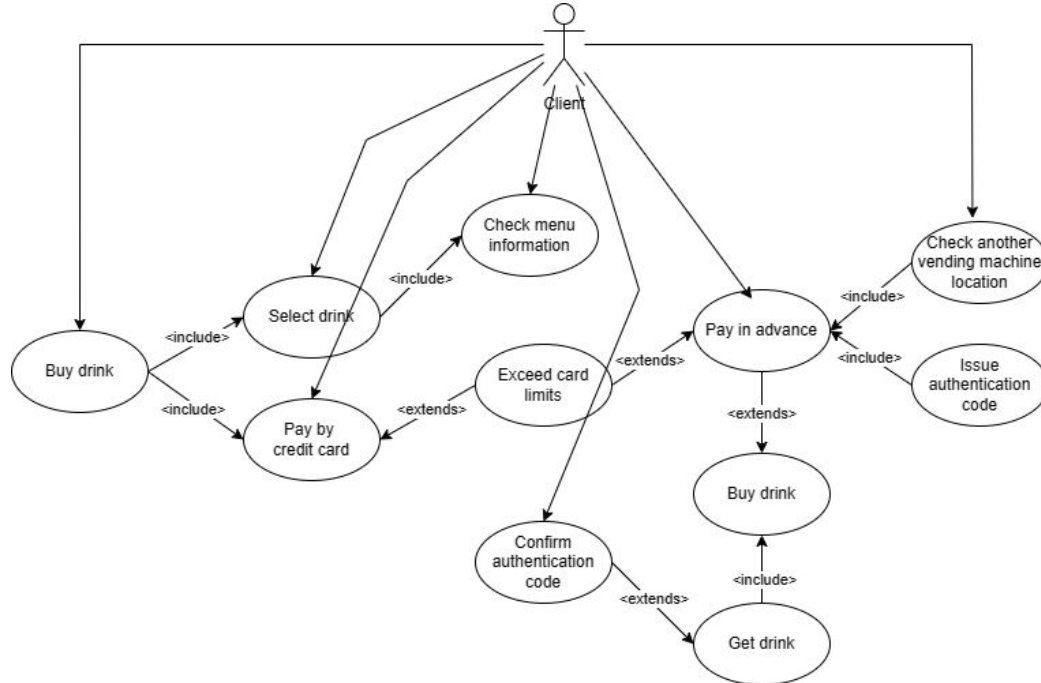 Client
Check menu
information
Check another
vending machine
location
<include>
<include>
Select drink
Pay in advance
<include>
<include>
Buy drink
<extends>
Exceed card
limits
Issue
authentication
code
<include>
<extends>
Pay by
credit card
<extends>
Buy drink
Confirm
authentication
code
<include>
<extends>
Get drink